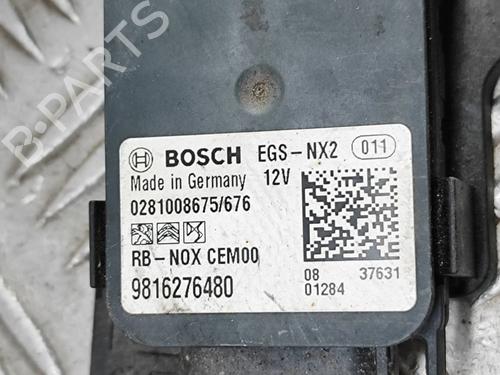 B-PARTS
BOSCH EGS-NX2 011
Made in Germany 12V
0281008675/676
RB-NOX CEM00
9816276480
08 37631
01284